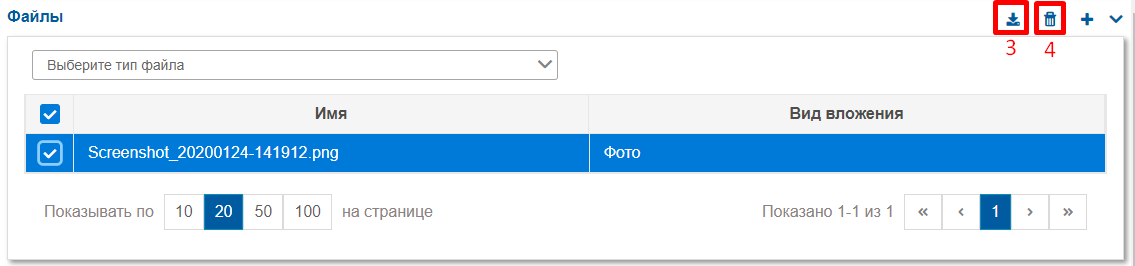 Файлы
3 4
Выберите тип файла
Имя Вид вложения
Screenshot_20200124-141912.png Фото
Показывать по 10 20 50 100 на странице Показано 1-1 из 1 « ‹ 1 › »